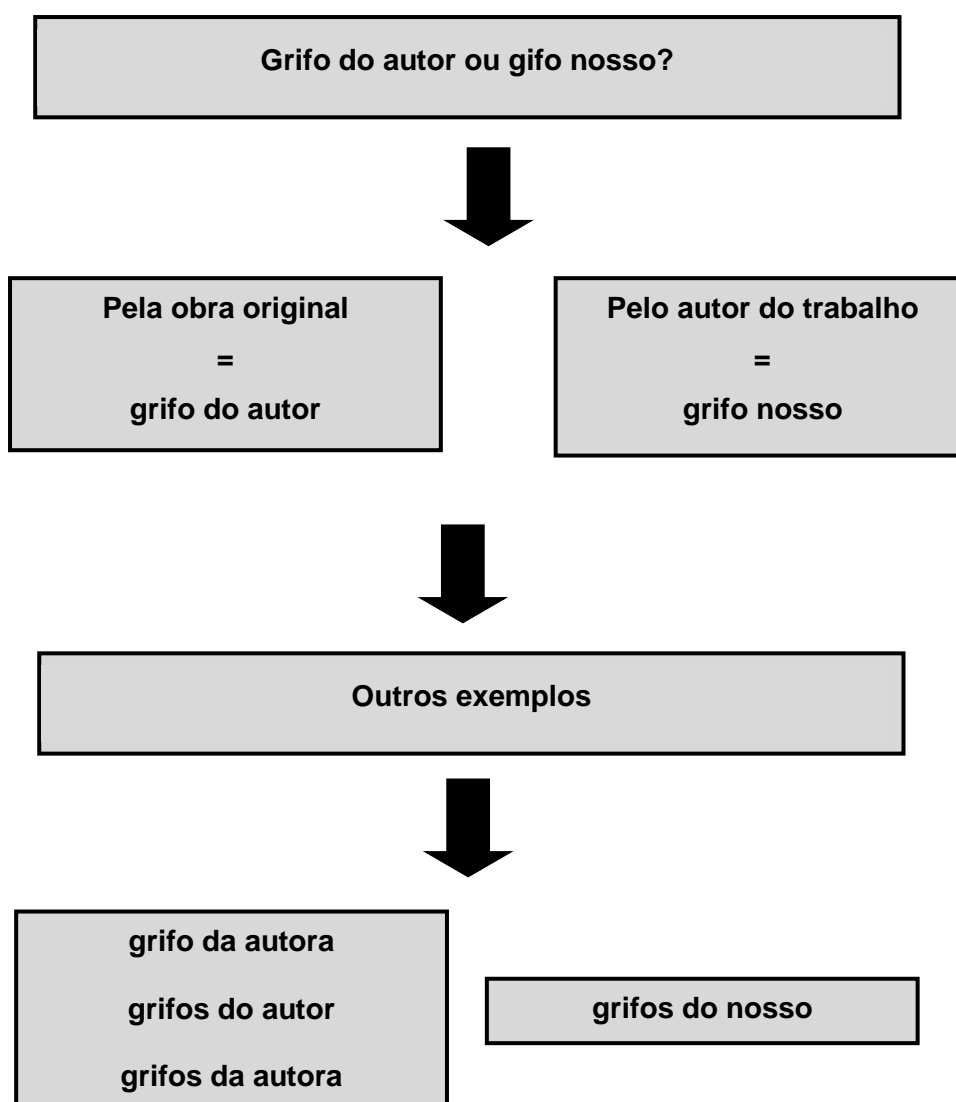 Grifo do autor ou gifo nosso?
Pela obra original
=
grifo do autor
Pelo autor do trabalho
=
grifo nosso
Outros exemplos
grifo da autora
grifos do autor
grifos da autora
grifos do nosso